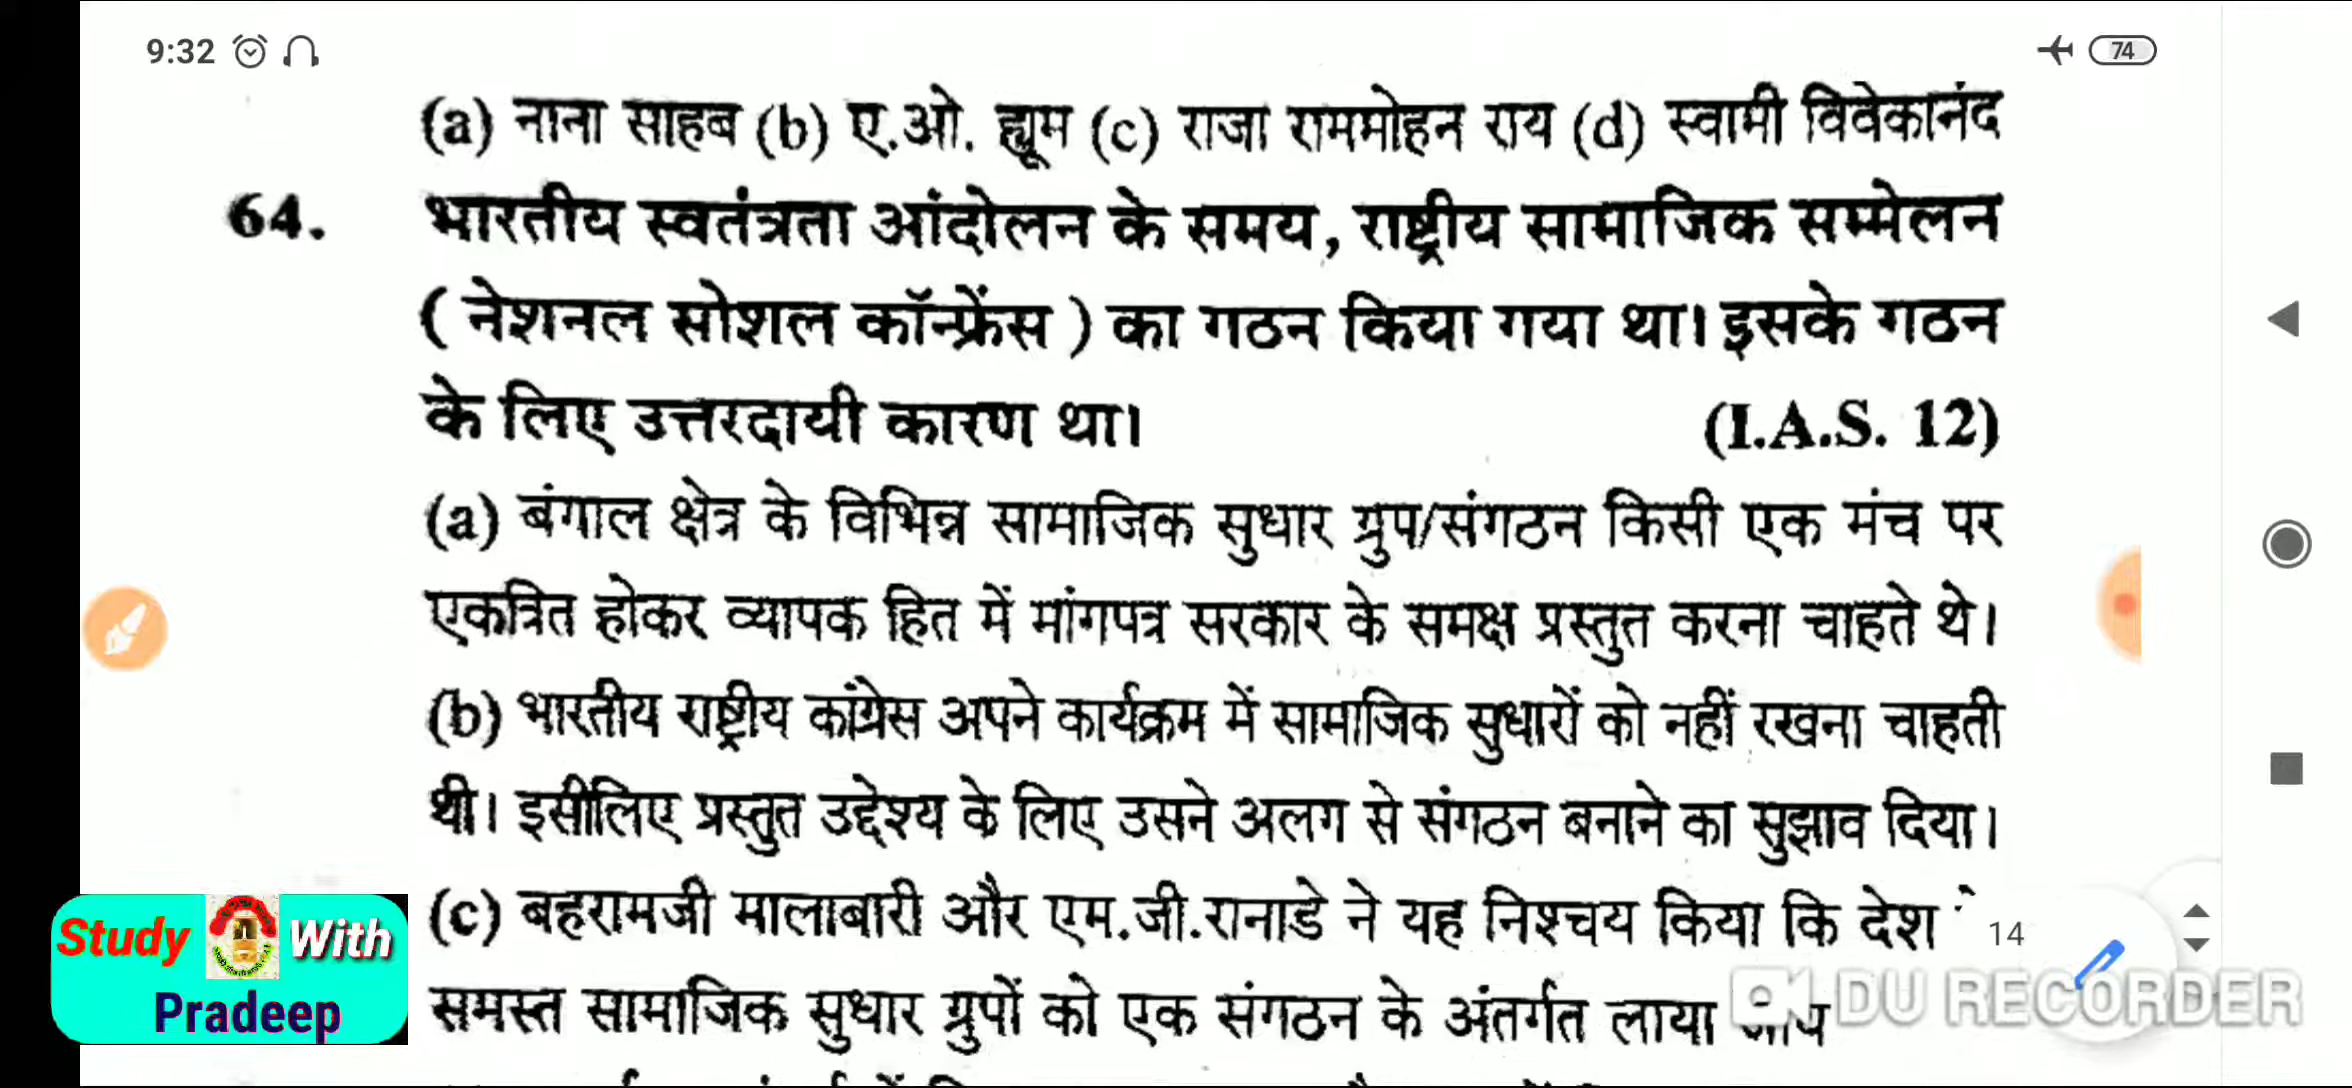 9:32
74
(a) नाना साहब (b) ए.ओ. ह्यूम (c) राजा राममोहन राय (d) स्वामी विवेकानंद
64. भारतीय स्वतंत्रता आंदोलन के समय, राष्ट्रीय सामाजिक सम्मेलन
( नेशनल सोशल कॉन्फ्रेंस ) का गठन किया गया था। इसके गठन
के लिए उत्तरदायी कारण था। (I.A.S. 12)
(a) बंगाल क्षेत्र के विभिन्न सामाजिक सुधार ग्रुप/संगठन किसी एक मंच पर
एकत्रित होकर व्यापक हित में मांगपत्र सरकार के समक्ष प्रस्तुत करना चाहते थे।
(b) भारतीय राष्ट्रीय कांग्रेस अपने कार्यक्रम में सामाजिक सुधारों को नहीं रखना चाहती
थी। इसीलिए प्रस्तुत उद्देश्य के लिए उसने अलग से संगठन बनाने का सुझाव दिया।
(c) बहरामजी मालाबारी और एम.जी.रानाडे ने यह निश्चय किया कि देश
14
समस्त सामाजिक सुधार ग्रुपों को एक संगठन के अंतर्गत लाया
Study With
Pradeep
DU RECORDER